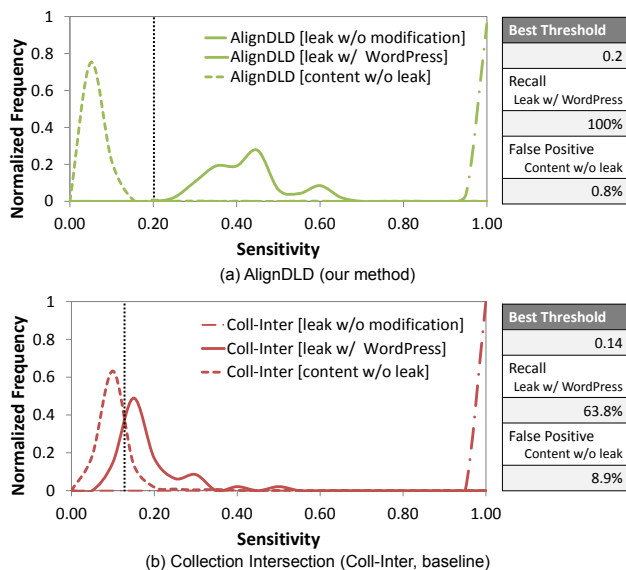 Normalized Frequency
1
0.8
0.6
0.4
0.2
0
AlignDLD [leak w/o modification]
AlignDLD [leak w/ WordPress]
AlignDLD [content w/o leak]
0.00 0.20 0.40 0.60 0.80 1.00
Sensitivity
(a) AlignDLD (our method)
Best Threshold
0.2
Recall
Leak w/ WordPress
100%
False Positive
Content w/o leak
0.8%
Normalized Frequency
1
0.8
0.6
0.4
0.2
0
Coll-Inter [leak w/o modification]
Coll-Inter [leak w/ WordPress]
Coll-Inter [content w/o leak]
0.00 0.20 0.40 0.60 0.80 1.00
Sensitivity
(b) Collection Intersection (Coll-Inter, baseline)
Best Threshold
0.14
Recall
Leak w/ WordPress
63.8%
False Positive
Content w/o leak
8.9%